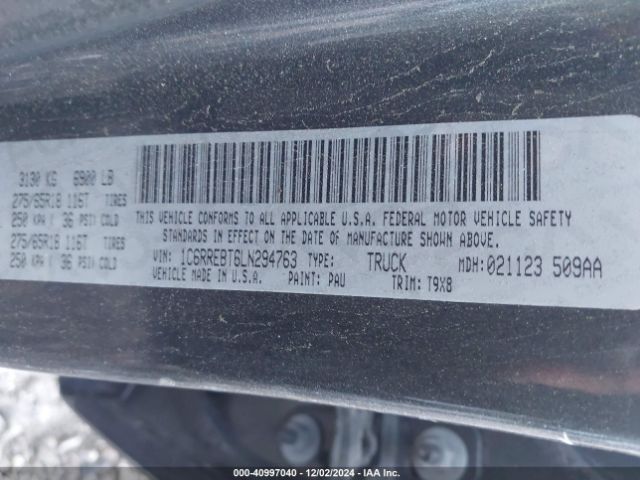 3130 KG 6900 LB
275/65R18 116T TIRES
250 KPA / 36 PSI COLD
275/65R18 116T TIRES
250 KPA / 36 PSI COLD
THIS VEHICLE CONFORMS TO ALL APPLICABLE U.S.A. FEDERAL MOTOR VEHICLE SAFETY
STANDARDS IN EFFECT ON THE DATE OF MANUFACTURE SHOWN ABOVE.
VIN: 1C6RREBT6LN294763 TYPE: TRUCK MDH: 021123 509AA
VEHICLE MADE IN U.S.A. PAINT: PAU TRIM: T9X8
000-40997040 - 12/02/2024 - IAA Inc.